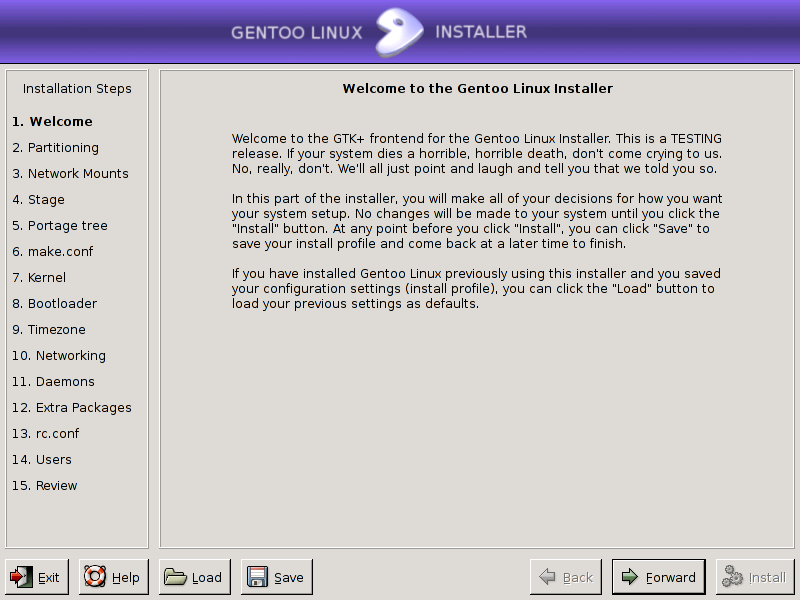 GENTOO LINUX INSTALLER
Installation Steps
1. Welcome
2. Partitioning
3. Network Mounts
4. Stage
5. Portage tree
6. make.conf
7. Kernel
8. Bootloader
9. Timezone
10. Networking
11. Daemons
12. Extra Packages
13. rc.conf
14. Users
15. Review
Welcome to the Gentoo Linux Installer
Welcome to the GTK+ frontend for the Gentoo Linux Installer. This is a TESTING
release. If your system dies a horrible, horrible death, don't come crying to us.
No, really, don't. We'll all just point and laugh and tell you that we told you so.
In this part of the installer, you will make all of your decisions for how you want
your system setup. No changes will be made to your system until you click the
"Install" button. At any point before you click "Install", you can click "Save" to
save your install profile and come back at a later time to finish.
If you have installed Gentoo Linux previously using this installer and you saved
your configuration settings (install profile), you can click the "Load" button to
load your previous settings as defaults.
Exit
Help
Load
Save
Back
Forward
Install